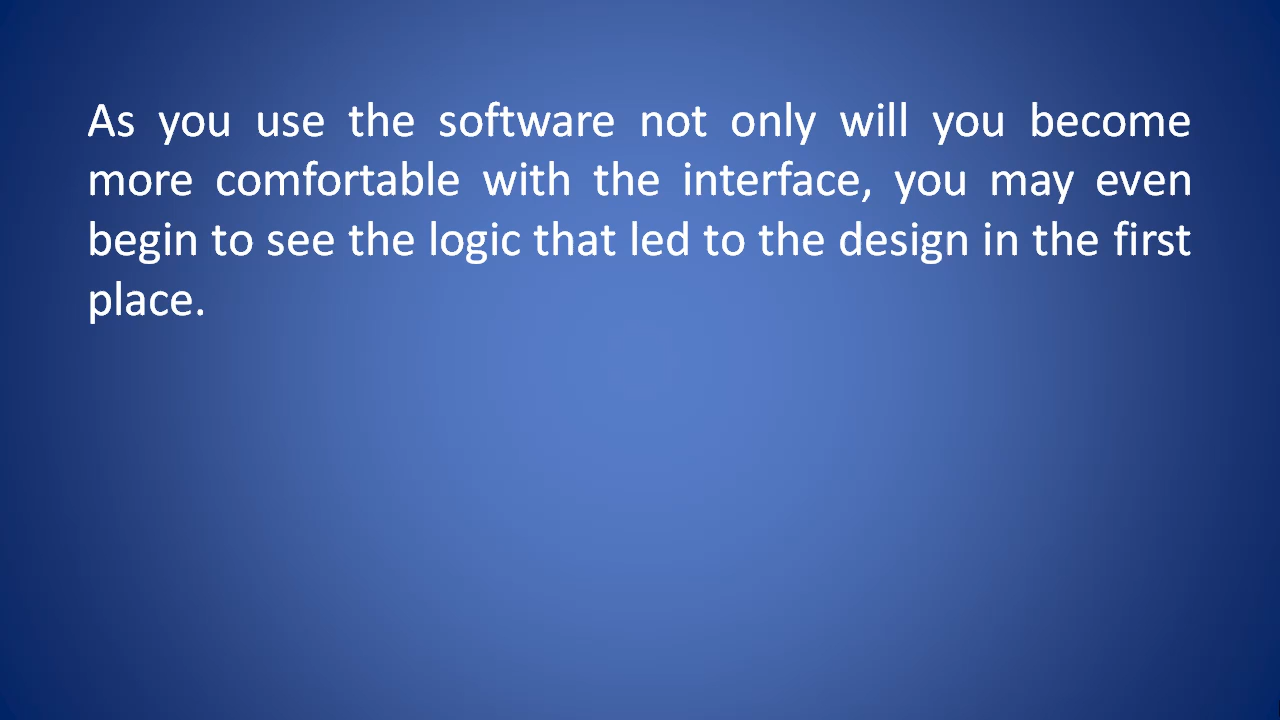 As you use the software not only will you become
more comfortable with the interface, you may even
begin to see the logic that led to the design in the first
place.